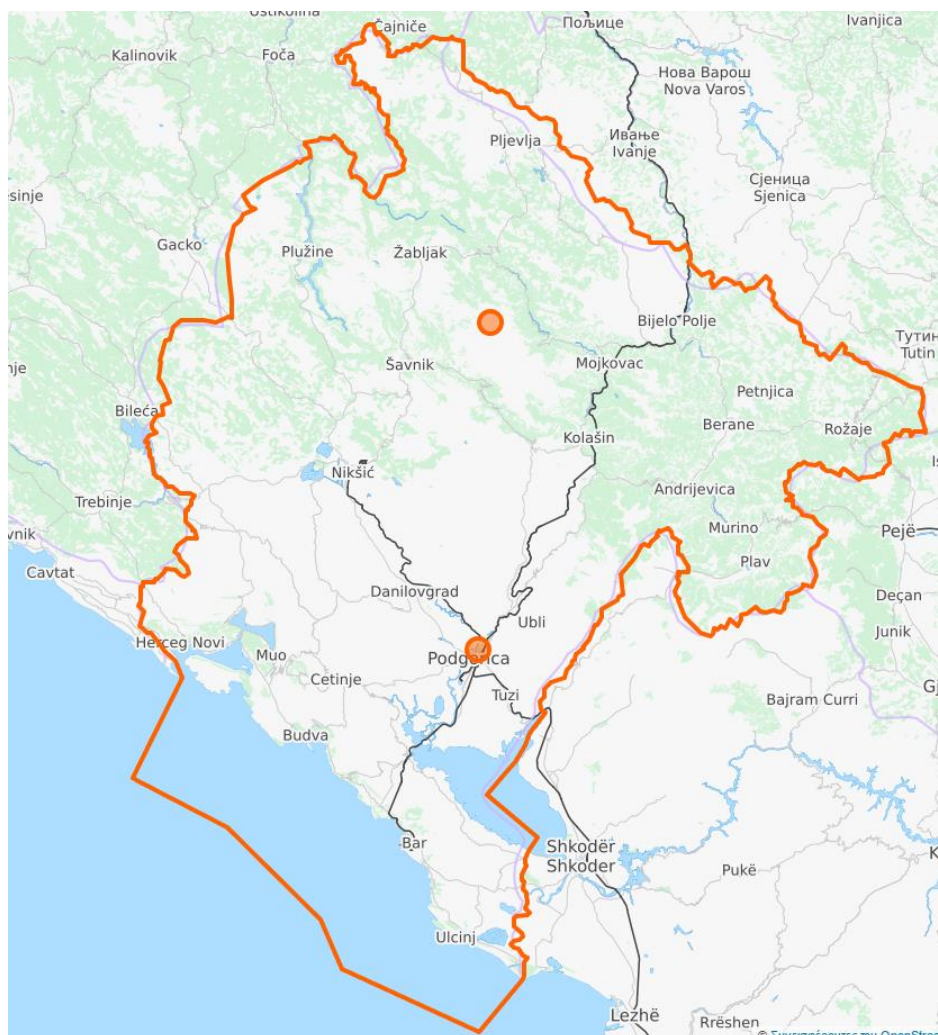 Čajniče
Пољице
Ivanjica
Kalinovik
Foča
Нова Варош
Nova Varos
Pljevlja
Ивање
Ivanje
Сјеница
Sjenica
Gacko
Plužine
Žabljak
Bijelo Polje
Тутин
Tutin
Šavnik
Mojkovac
Petnjica
Bileća
Berane
Rožaje
Kolašin
Nikšić
Trebinje
Andrijevica
Murino
Pejë
Plav
Cavtat
Danilovgrad
Deçan
Ubli
Junik
Herceg Novi
Muo
Podgorica
Cetinje
Tuzi
Bajram Curri
Budva
Bar
Shkodër
Shkoder
Pukë
Ulcinj
Lezhë
Rrëshen